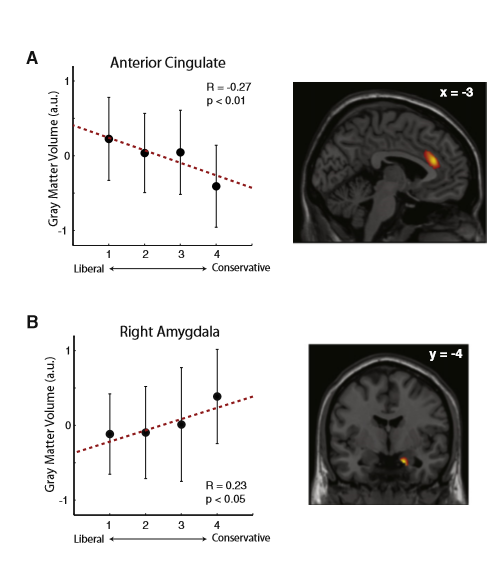 A
Anterior Cingulate
R = -0.27
p < 0.01
Gray Matter Volume (a.u.)
1
0
-1
1 2 3 4
Liberal Conservative
x = -3
B
Right Amygdala
Gray Matter Volume (a.u.)
1
0
-1
R = 0.23
p < 0.05
1 2 3 4
Liberal Conservative
y = -4